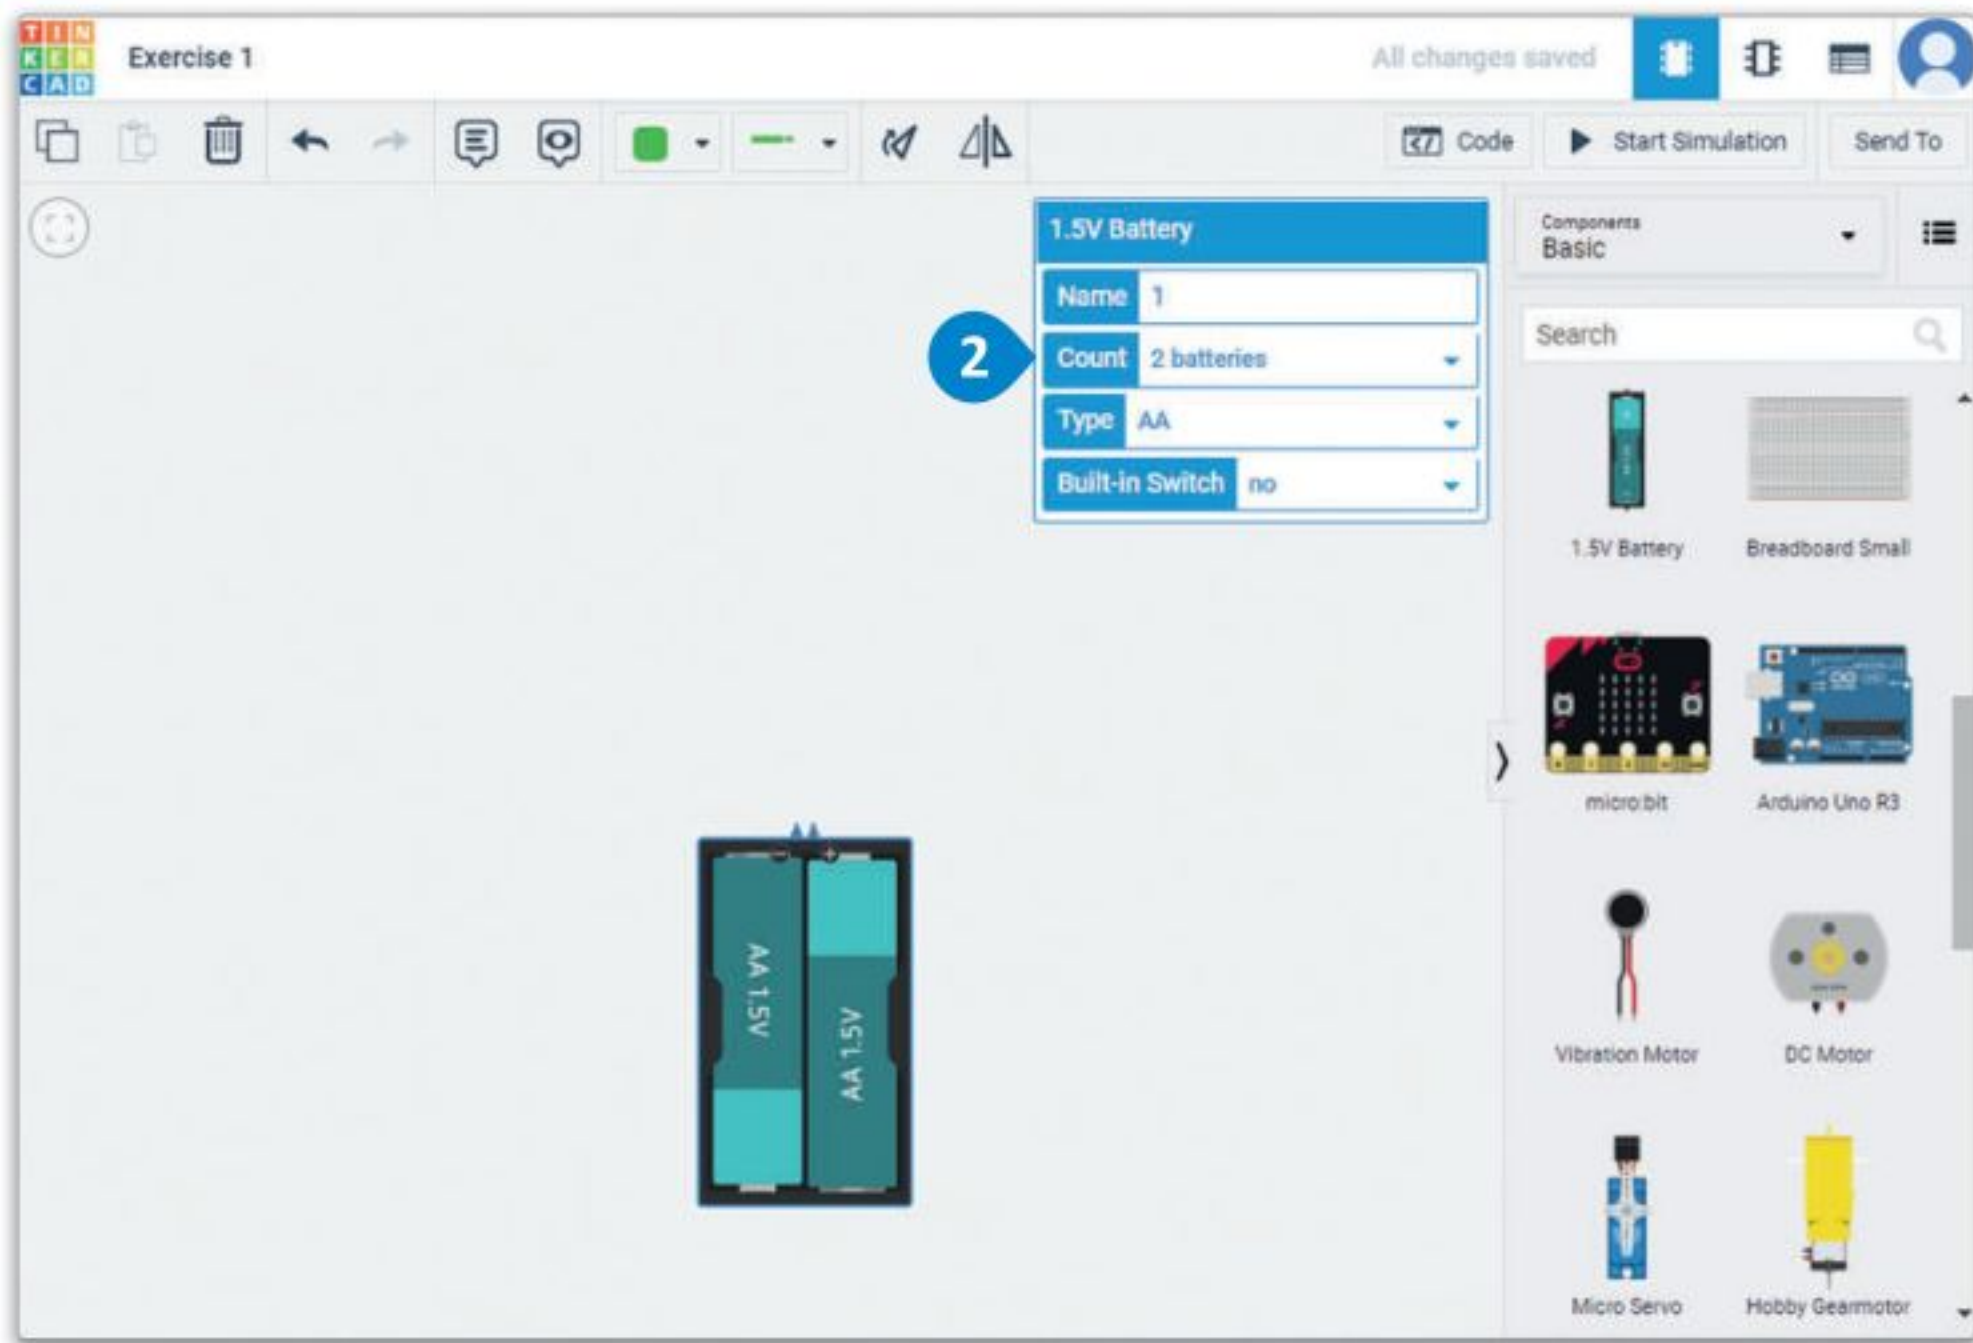 TIN
KER
CAD
Exercise 1
All changes saved
Code
Start Simulation
Send To
1.5V Battery
Name 1
Count 2 batteries
Type AA
Built-in Switch no
2
Components
Basic
Search
1.5V Battery
Breadboard Small
micro:bit
Arduino Uno R3
Vibration Motor
DC Motor
Micro Servo
Hobby Gearmotor
AA 1.5V
AA 1.5V